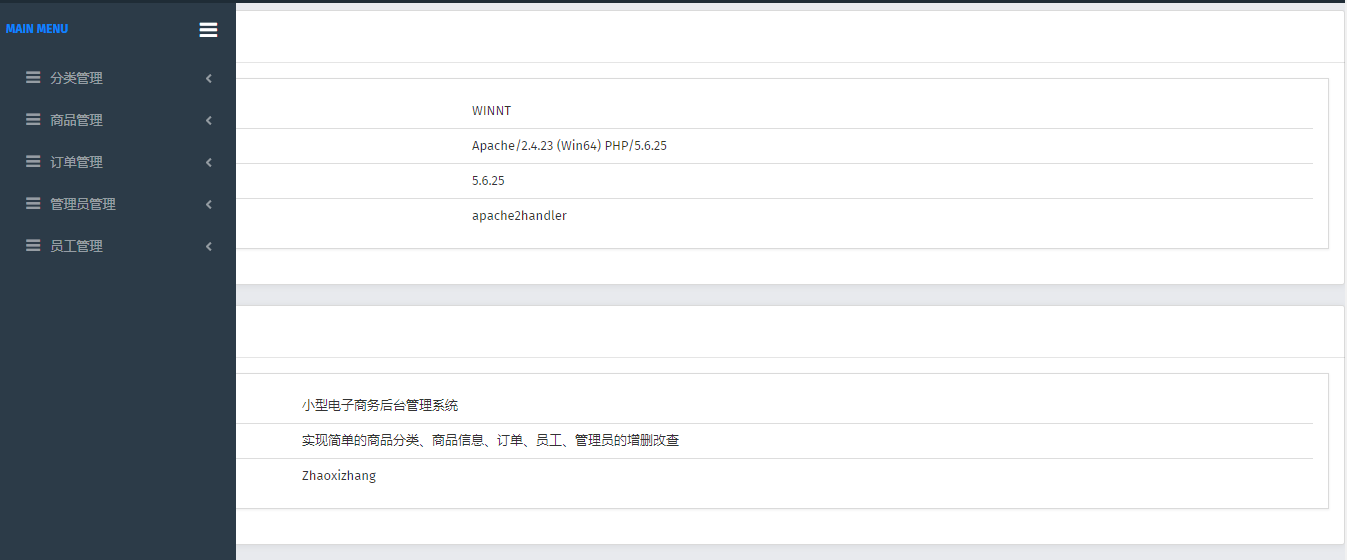 MAIN MENU
分类管理
商品管理
订单管理
管理员管理
员工管理
WINNT
Apache/2.4.23 (Win64) PHP/5.6.25
5.6.25
apache2handler
小型电子商务后台管理系统
实现简单的商品分类、商品信息、订单、员工、管理员的增删改查
Zhaoxizhang